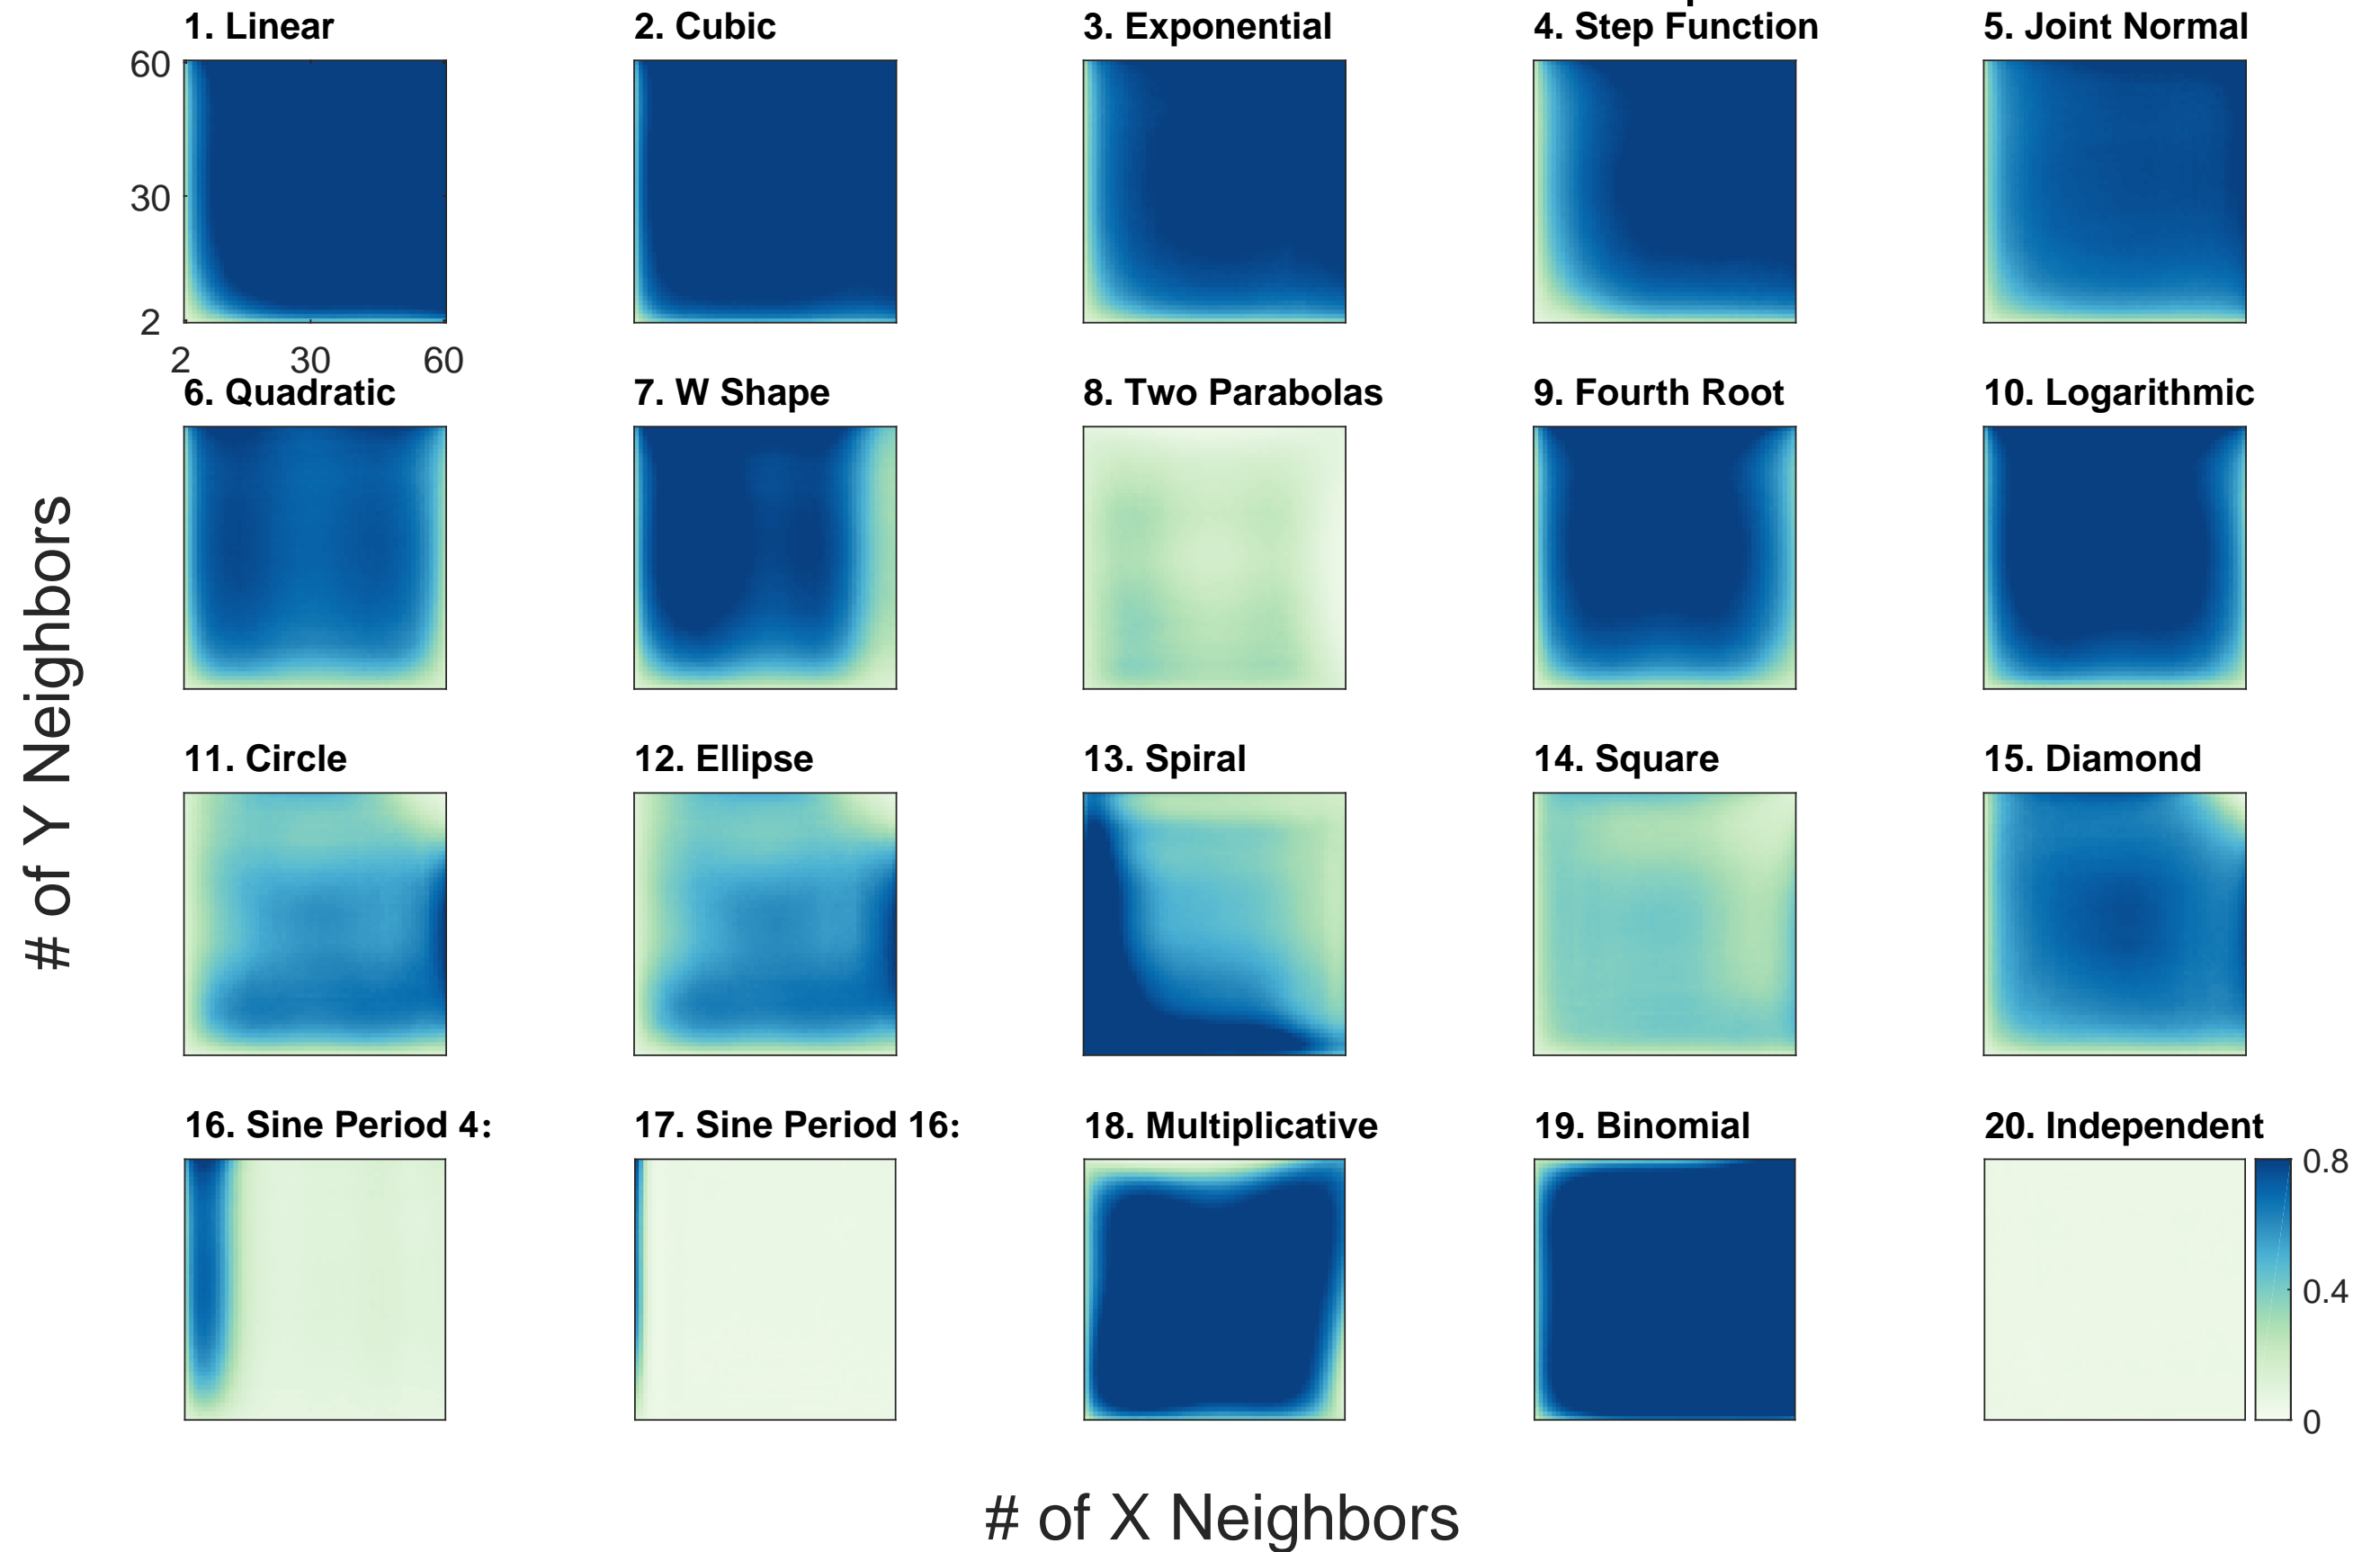 1. Linear
2. Cubic
3. Exponential
4. Step Function
5. Joint Normal
60
30
2
2
30
60
6. Quadratic
7. W Shape
8. Two Parabolas
9. Fourth Root
10. Logarithmic
# of Y Neighbors
11. Circle
12. Ellipse
13. Spiral
14. Square
15. Diamond
16. Sine Period 4:
17. Sine Period 16:
18. Multiplicative
19. Binomial
20. Independent
0.8
0.4
0
# of X Neighbors